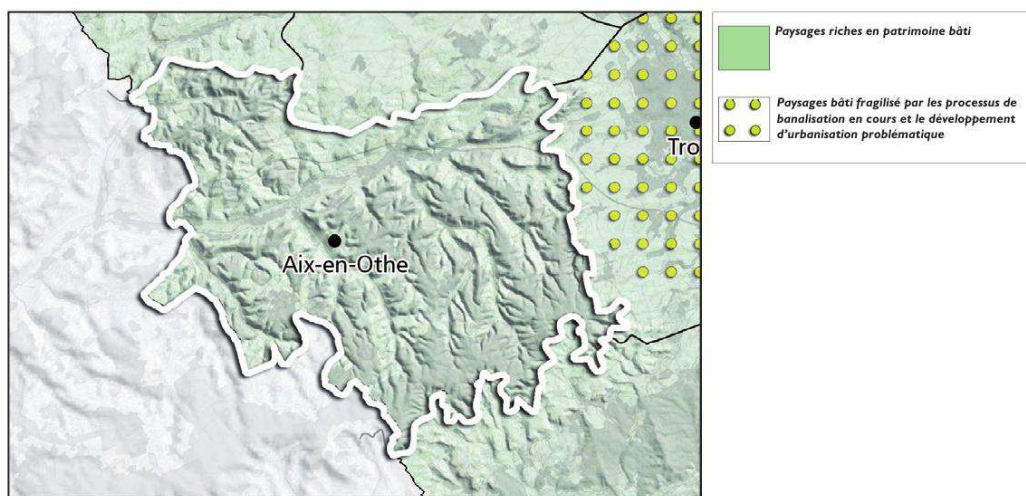 Paysages riches en patrimoine bâti
Paysages bâti fragilisé par les processus de
banalisation en cours et le développement
d'urbanisation problématique
Tro
Aix-en-Othe